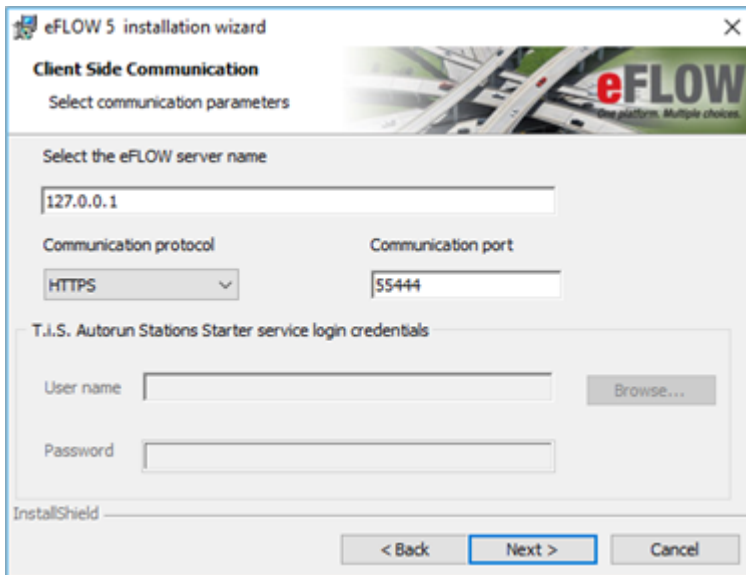 eFLOW 5 installation wizard
Client Side Communication
Select communication parameters
eFLOW
One platform. Multiple choices.
Select the eFLOW server name
127.0.0.1
Communication protocol
Communication port
HTTPS
55444
T.i.S. Autorun Stations Starter service login credentials
User name
Browse...
Password
InstallShield
< Back
Next >
Cancel